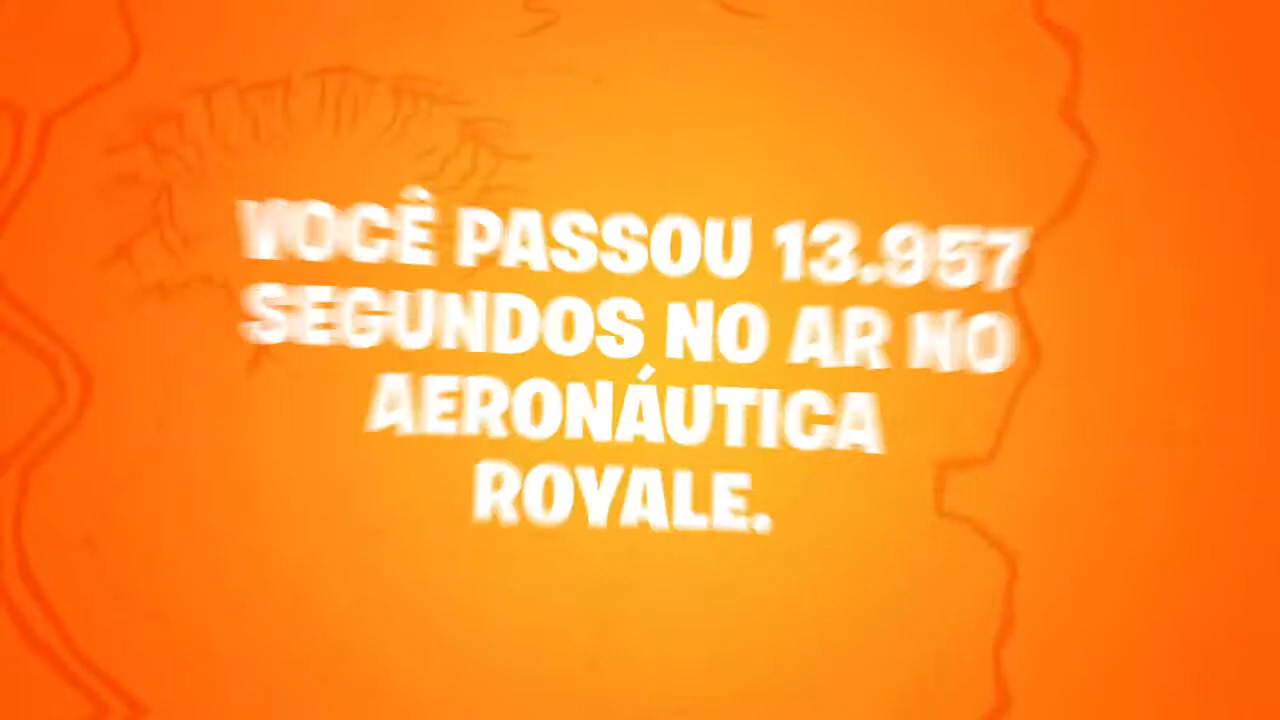 VOCÊ PASSOU 13.957
SEGUNDOS NO AR NO
AERONÁUTICA
ROYALE.